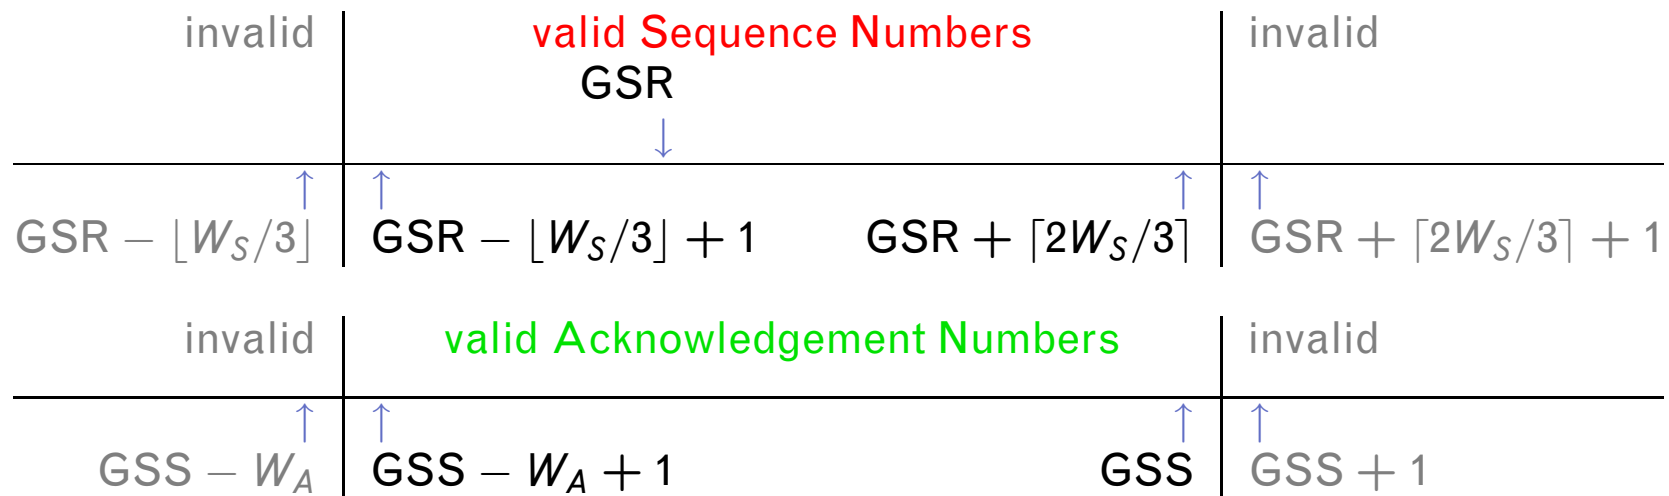 invalid valid Sequence Numbers invalid
GSR
GSR − ⌊W_S/3⌋ GSR − ⌊W_S/3⌋ + 1 GSR + ⌈2W_S/3⌉ GSR + ⌈2W_S/3⌉ + 1
invalid valid Acknowledgement Numbers invalid
GSS − W_A GSS − W_A + 1 GSS GSS + 1